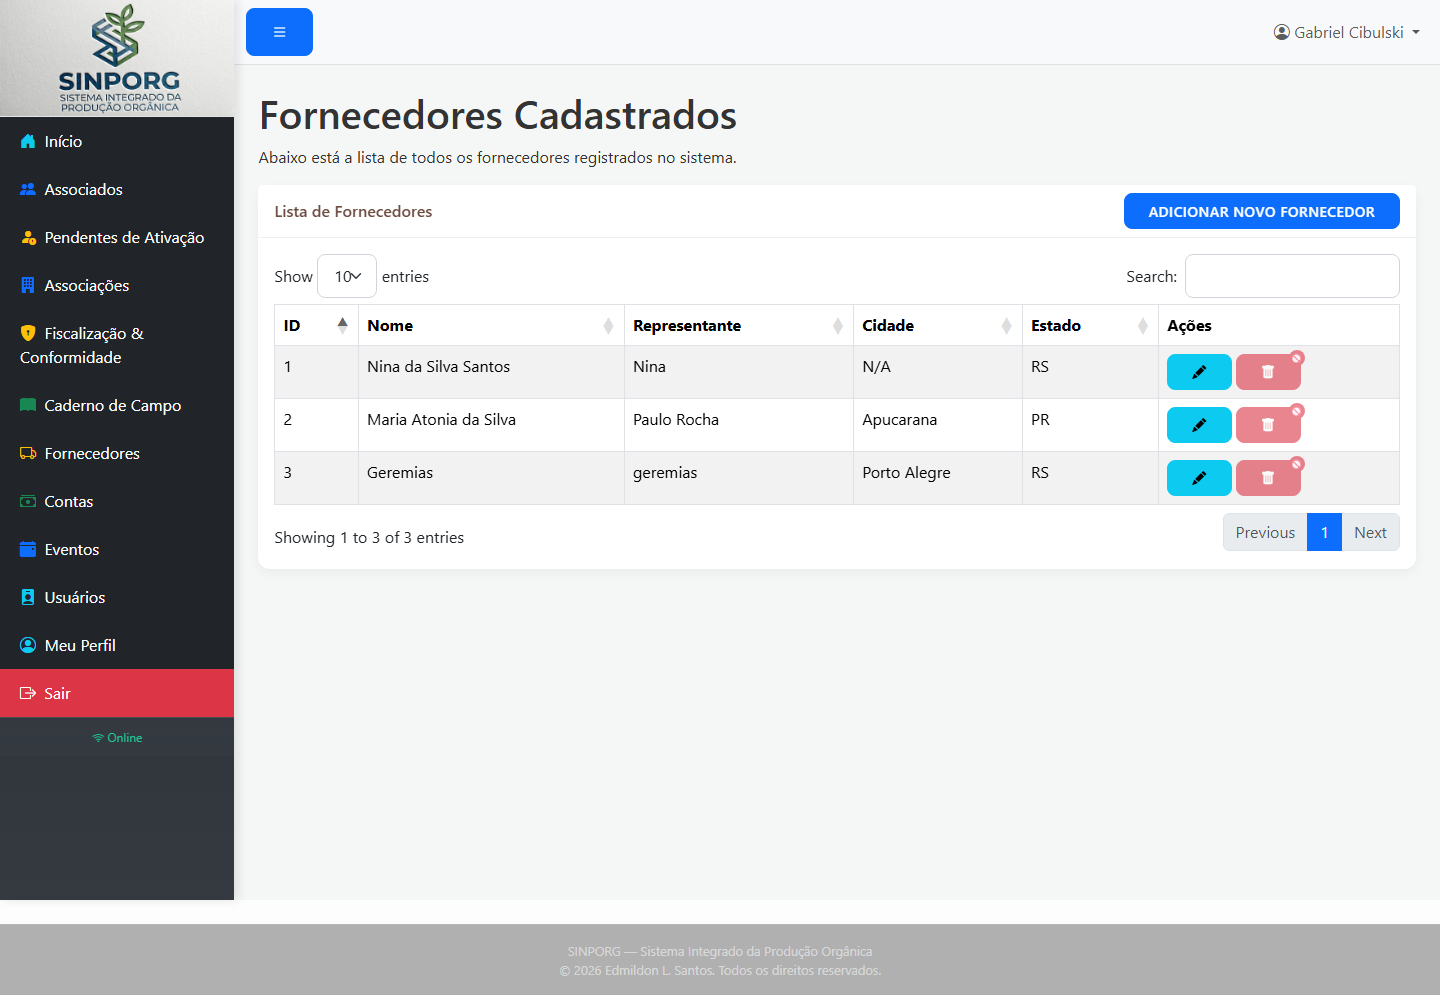 SINPORG
SISTEMA INTEGRADO DA
PRODUÇÃO ORGÂNICA
Gabriel Cibulski
Início
Associados
Pendentes de Ativação
Associações
Fiscalização &
Conformidade
Caderno de Campo
Fornecedores
Contas
Eventos
Usuários
Meu Perfil
Sair
Online
Fornecedores Cadastrados
Abaixo está a lista de todos os fornecedores registrados no sistema.
Lista de Fornecedores
ADICIONAR NOVO FORNECEDOR
Show 10 entries
Search:
ID Nome Representante Cidade Estado Ações
1 Nina da Silva Santos Nina N/A RS
2 Maria Atonia da Silva Paulo Rocha Apucarana PR
3 Geremias geremias Porto Alegre RS
Showing 1 to 3 of 3 entries
Previous 1 Next
SINPORG — Sistema Integrado da Produção Orgânica
© 2026 Edmildon L. Santos. Todos os direitos reservados.